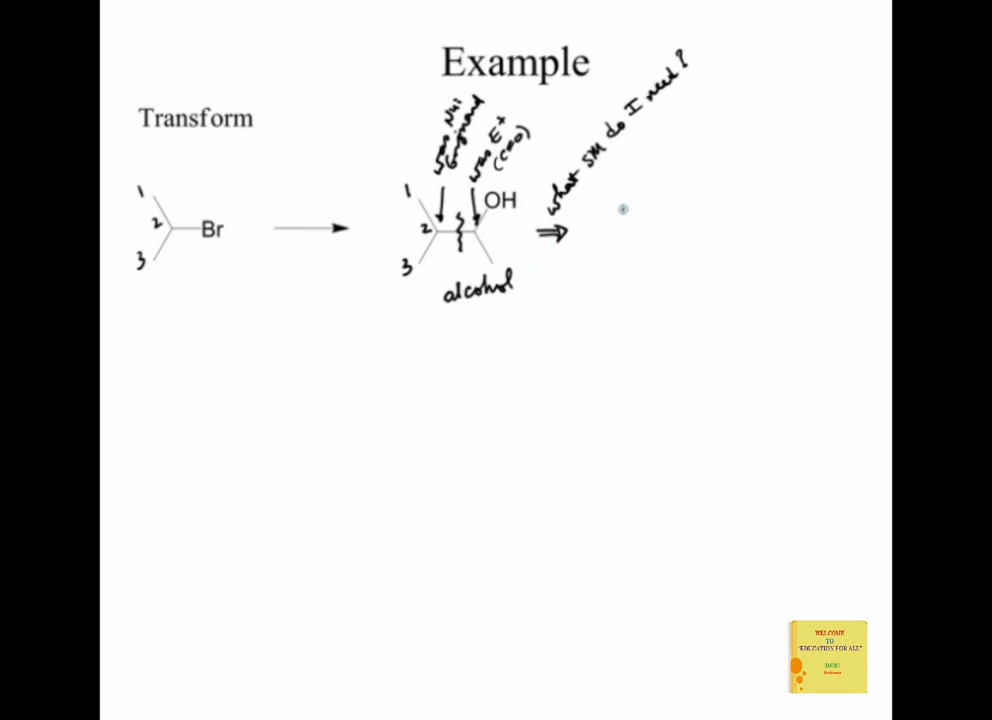 Example
Transform
was Nu:
Grignard
was E+
(C=O)
what SM do I need?
1
2
3
Br
1
2
3
OH
alcohol
WELCOME
TO
"EDUCATION FOR ALL"